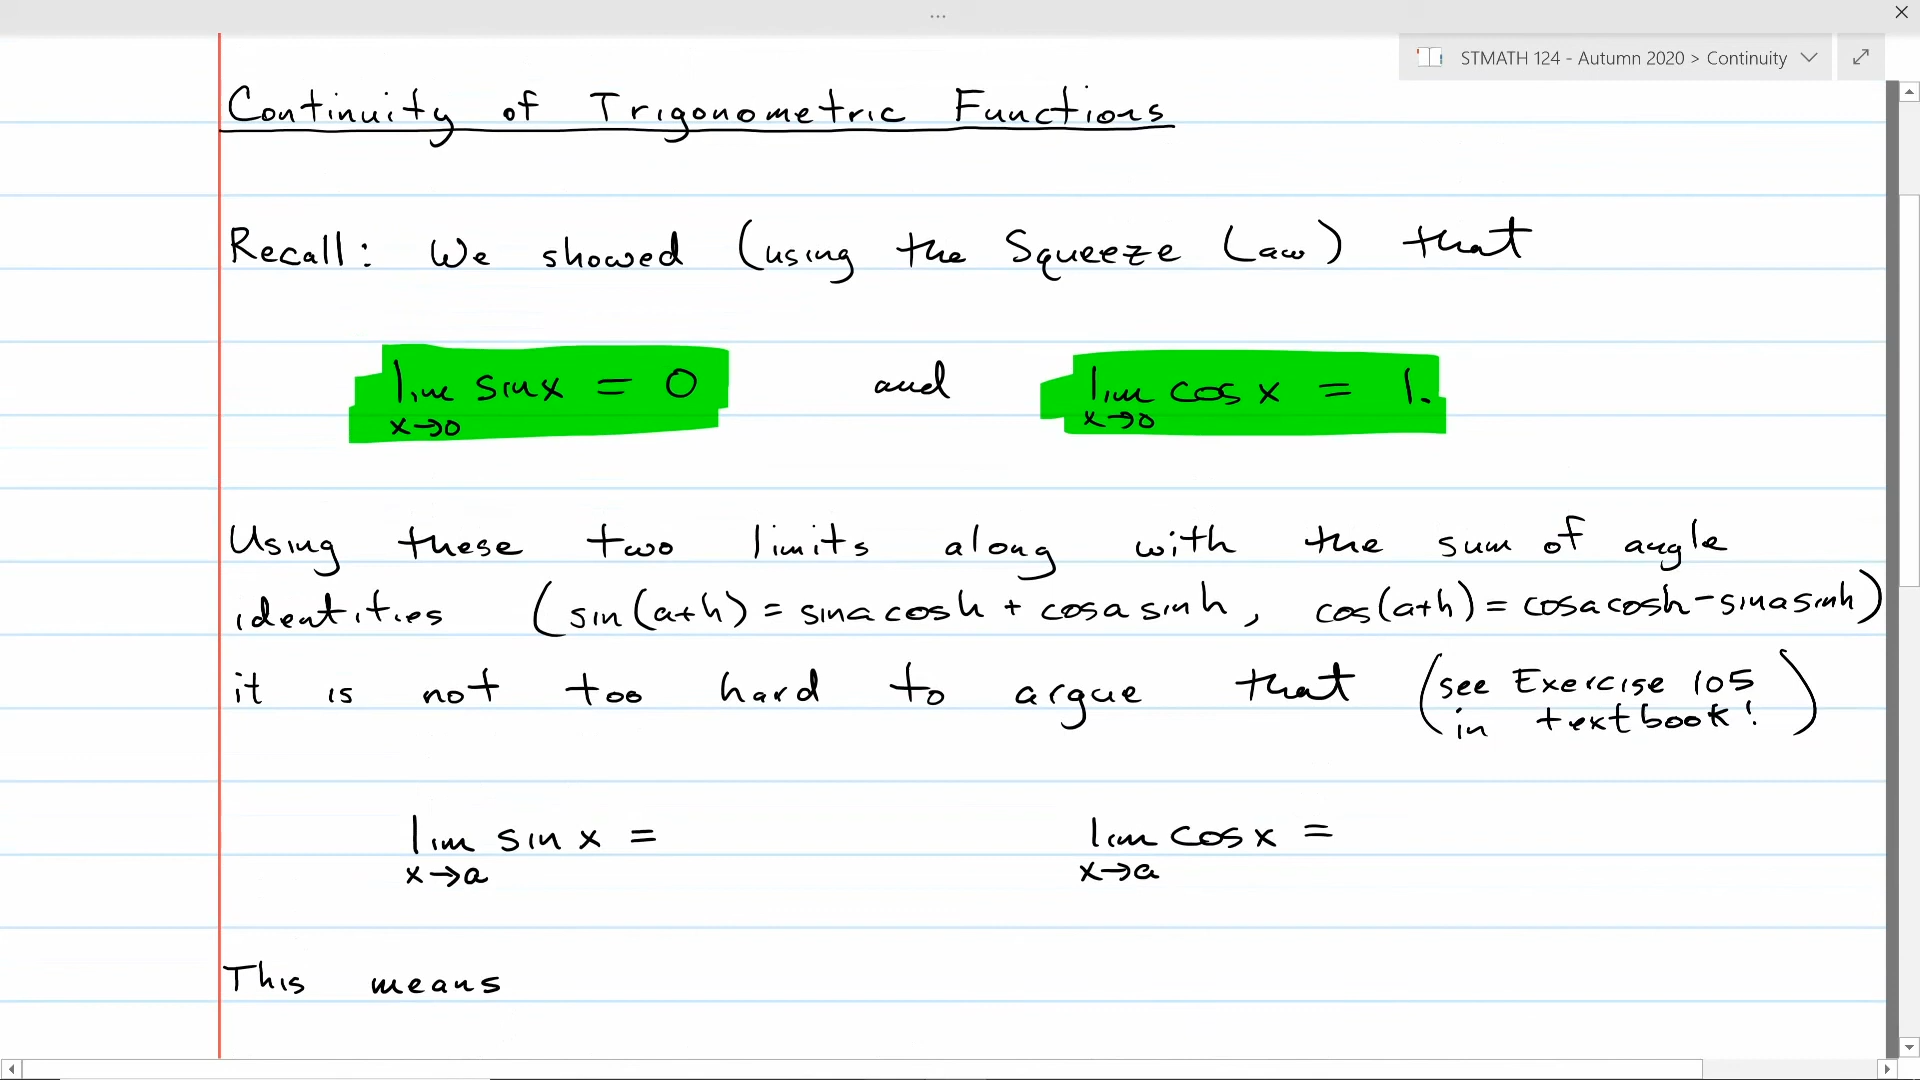 ...
STMATH 124 - Autumn 2020 > Continuity
Continuity of Trigonometric Functions
Recall: We showed (using the Squeeze Law) that
lim sin x = 0 and lim cos x = 1.
x→0 x→0
Using these two limits along with the sum of angle
identities (sin(a+h) = sina cosh + cosa sinh, cos(a+h) = cosa cosh - sina sinh)
it is not too hard to argue that (see Exercise 105
in textbook!)
lim sin x = lim cos x =
x→a x→a
This means